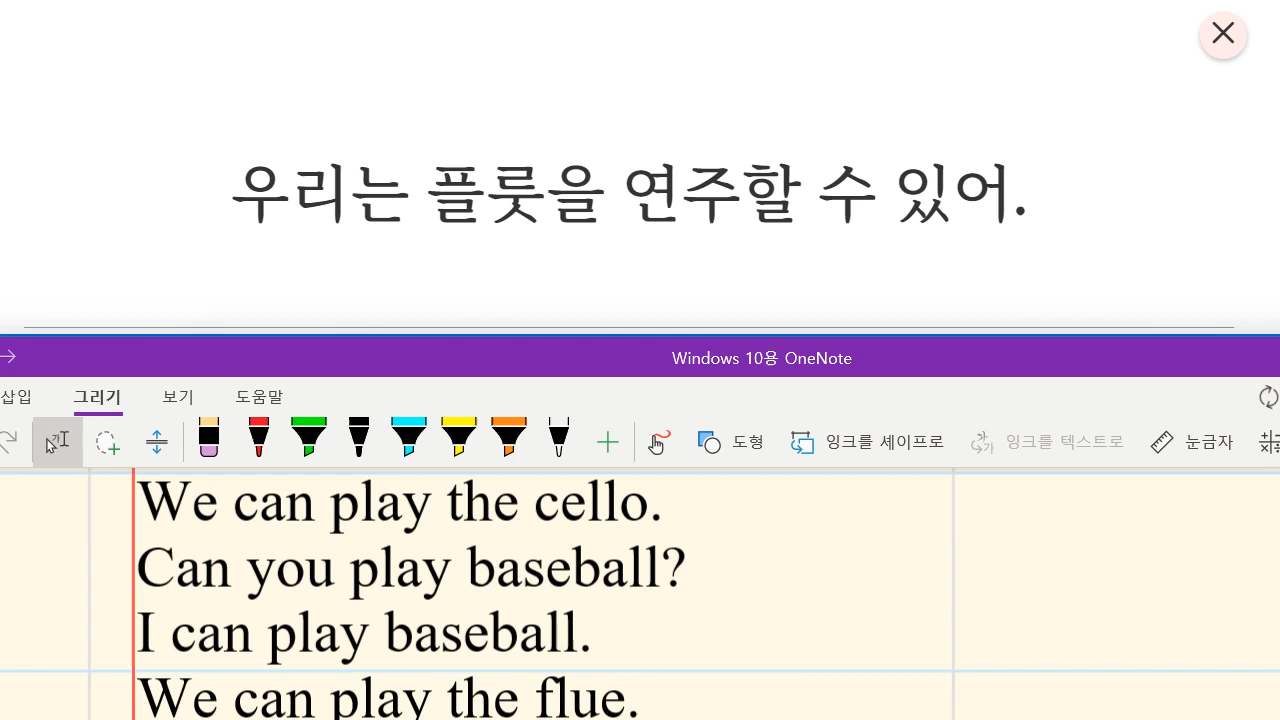 우리는 플룻을 연주할 수 있어.
Windows 10용 OneNote
삽입 그리기 보기 도움말
도형 잉크를 셰이프로 잉크를 텍스트로 눈금자
We can play the cello.
Can you play baseball?
I can play baseball.
We can play the flue.